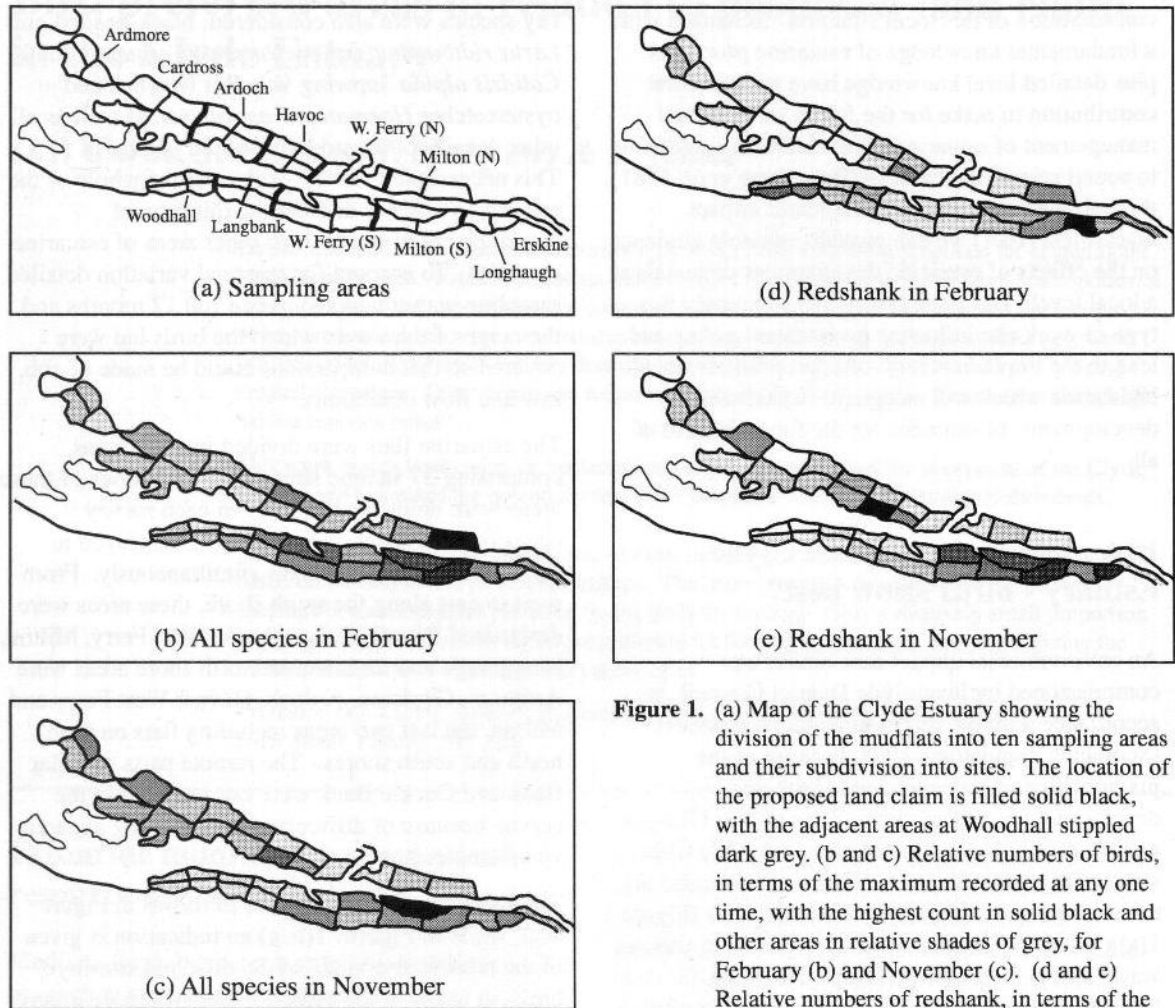 Ardmore
Cardross
Ardoch
Havoc
W. Ferry (N)
Milton (N)
Woodhall
Langbank
W. Ferry (S)
Milton (S)
Erskine
Longhaugh
(a) Sampling areas
(d) Redshank in February
(b) All species in February
(e) Redshank in November
(c) All species in November
Figure 1. (a) Map of the Clyde Estuary showing the
division of the mudflats into ten sampling areas
and their subdivision into sites. The location of
the proposed land claim is filled solid black,
with the adjacent areas at Woodhall stippled
dark grey. (b and c) Relative numbers of birds,
in terms of the maximum recorded at any one
time, with the highest count in solid black and
other areas in relative shades of grey, for
February (b) and November (c). (d and e)
Relative numbers of redshank, in terms of the